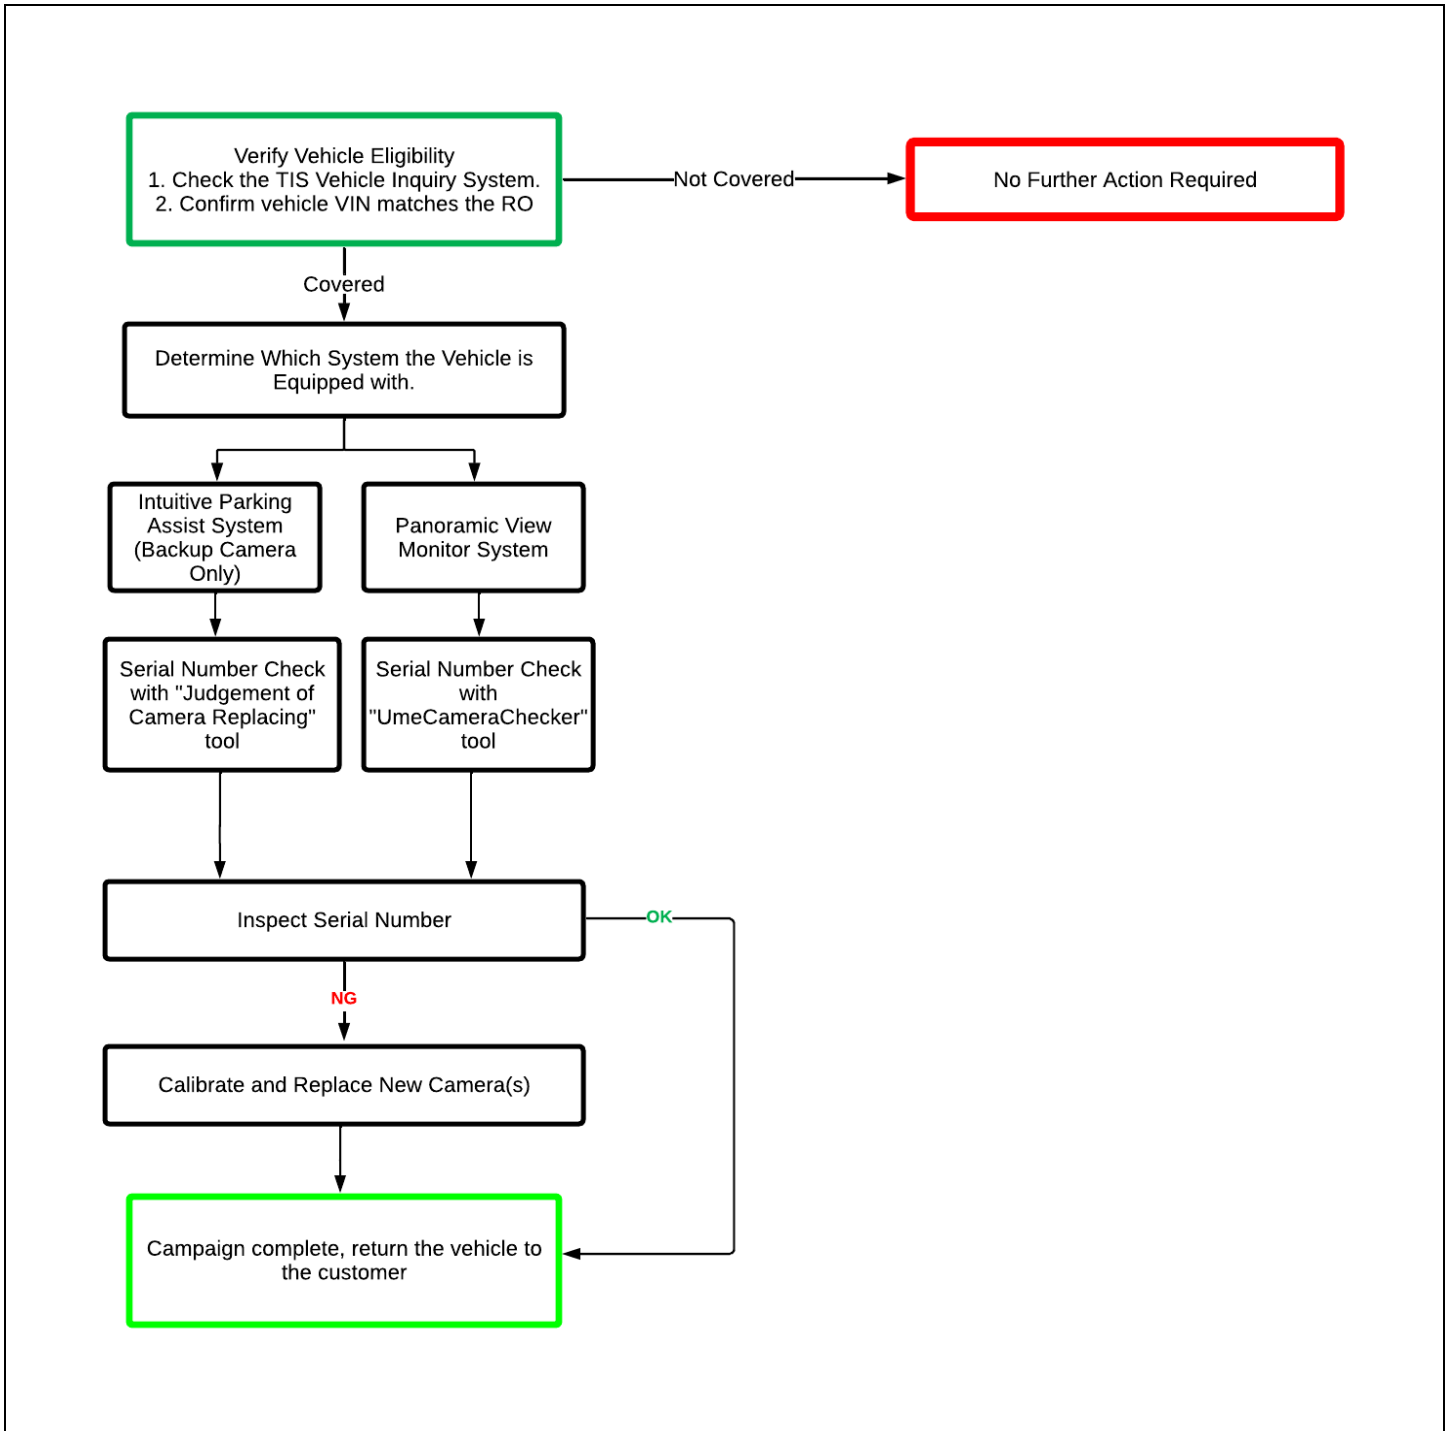 Verify Vehicle Eligibility
1. Check the TIS Vehicle Inquiry System.
2. Confirm vehicle VIN matches the RO
Not Covered
No Further Action Required
Covered
Determine Which System the Vehicle is
Equipped with.
Intuitive Parking
Assist System
(Backup Camera
Only)
Panoramic View
Monitor System
Serial Number Check
with "Judgement of
Camera Replacing"
tool
Serial Number Check
with
"UmeCameraChecker"
tool
Inspect Serial Number
OK
NG
Calibrate and Replace New Camera(s)
Campaign complete, return the vehicle to
the customer